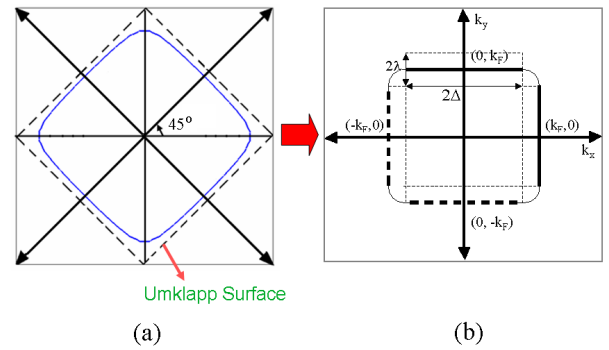 45°
Umklapp Surface
(a)
k_y
2λ
(0, k_F)
2Δ
(-k_F,0)
(k_F,0)
k_x
(0, -k_F)
(b)